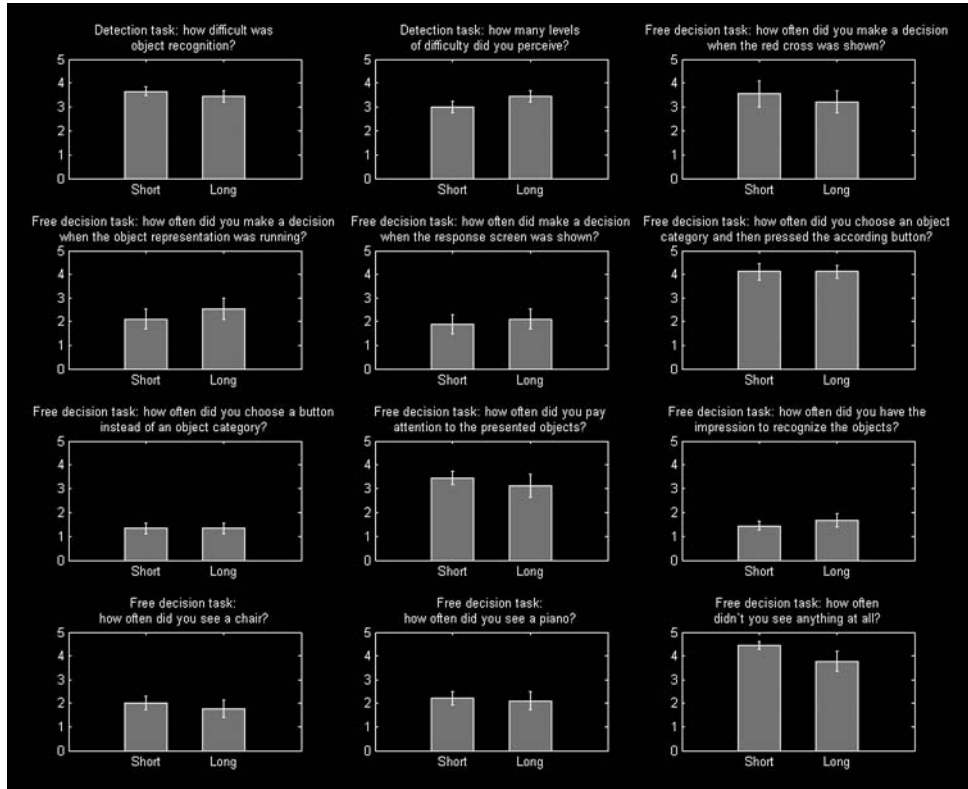 Detection task: how difficult was
object recognition?
5
4
3
2
1
0
Short Long
Detection task: how many levels
of difficulty did you perceive?
5
4
3
2
1
0
Short Long
Free decision task: how often did you make a decision
when the red cross was shown?
5
4
3
2
1
0
Short Long
Free decision task: how often did you make a decision
when the object representation was running?
5
4
3
2
1
0
Short Long
Free decision task: how often did make a decision
when the response screen was shown?
5
4
3
2
1
0
Short Long
Free decision task: how often did you choose an object
category and then pressed the according button?
5
4
3
2
1
0
Short Long
Free decision task: how often did you choose a button
instead of an object category?
5
4
3
2
1
0
Short Long
Free decision task: how often did you pay
attention to the presented objects?
5
4
3
2
1
0
Short Long
Free decision task: how often did you have the
impression to recognize the objects?
5
4
3
2
1
0
Short Long
Free decision task:
how often did you see a chair?
5
4
3
2
1
0
Short Long
Free decision task:
how often did you see a piano?
5
4
3
2
1
0
Short Long
Free decision task: how often
didn`t you see anything at all?
5
4
3
2
1
0
Short Long